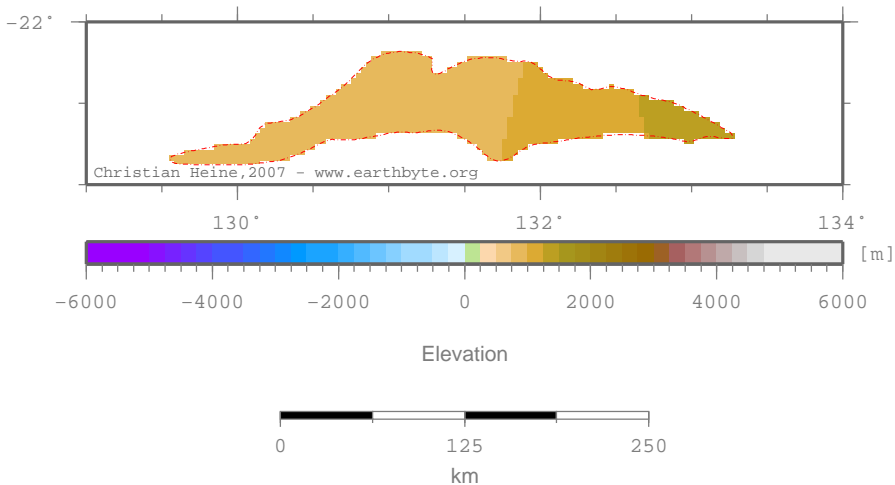 -22°
Christian Heine,2007 - www.earthbyte.org
130° 132° 134°
[m]
-6000 -4000 -2000 0 2000 4000 6000
Elevation
0 125 250
km